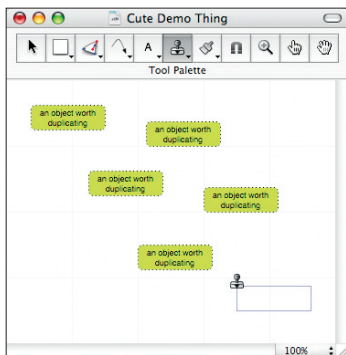 Cute Demo Thing
A
Tool Palette
an object worth
duplicating
an object worth
duplicating
an object worth
duplicating
an object worth
duplicating
an object worth
duplicating
100%